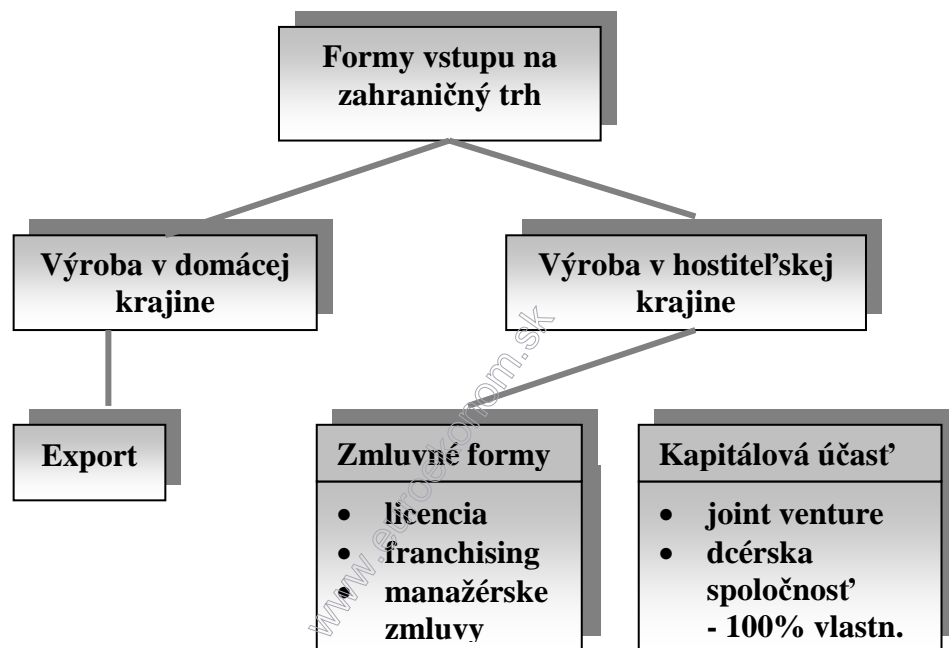 Formy vstupu na
zahraničný trh
Výroba v domácej
krajine
Výroba v hostiteľskej
krajine
Export
Zmluvné formy
• licencia
• franchising
• manažérske
zmluvy
Kapitálová účasť
• joint venture
• dcérska
spoločnosť
- 100% vlastn.
www.euroekonom.sk